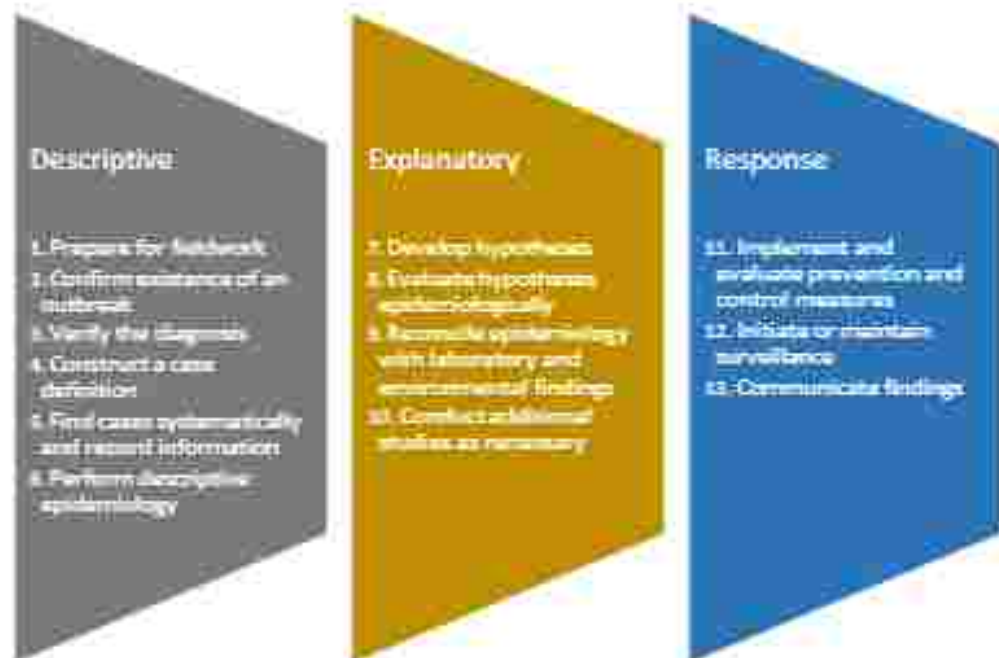 Descriptive
1. Prepare for fieldwork
2. Confirm existence of an
outbreak
3. Verify the diagnosis
4. Construct a case
definition
5. Find cases systematically
and record information
6. Perform descriptive
epidemiology
Explanatory
7. Develop hypotheses
8. Evaluate hypotheses
epidemiologically
9. Reconcile epidemiology
with laboratory and
environmental findings
10. Conduct additional
studies as necessary
Response
11. Implement and
evaluate prevention and
control measures
12. Initiate or maintain
surveillance
13. Communicate findings